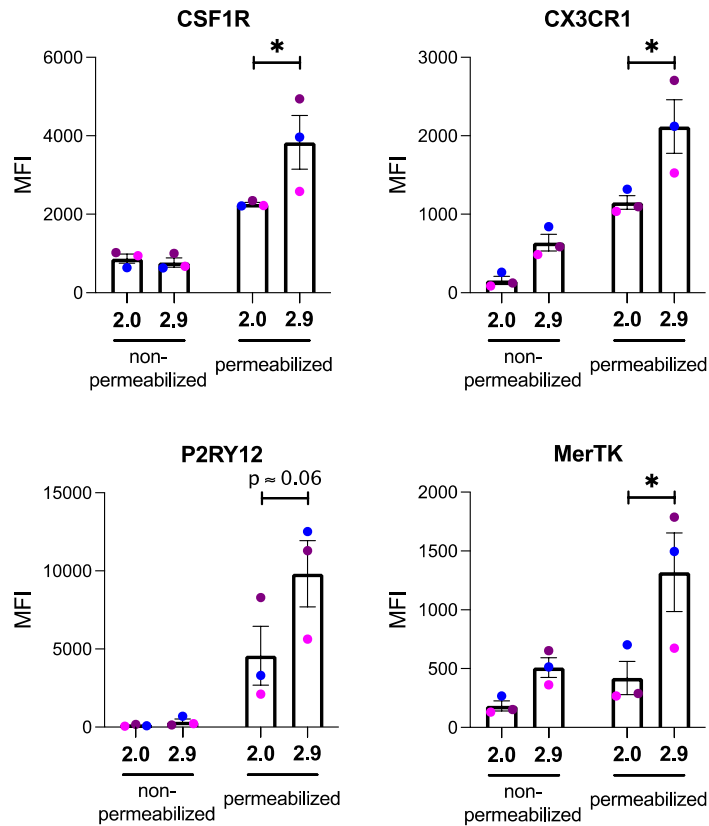 CSF1R
6000
4000
2000
0
MFI
*
2.0 2.9 2.0 2.9
non-
permeabilized permeabilized
CX3CR1
3000
2000
1000
0
MFI
*
2.0 2.9 2.0 2.9
non-
permeabilized permeabilized
P2RY12
p ≈ 0.06
15000
10000
5000
0
MFI
2.0 2.9 2.0 2.9
non-
permeabilized permeabilized
MerTK
2000
1500
1000
500
0
MFI
*
2.0 2.9 2.0 2.9
non-
permeabilized permeabilized